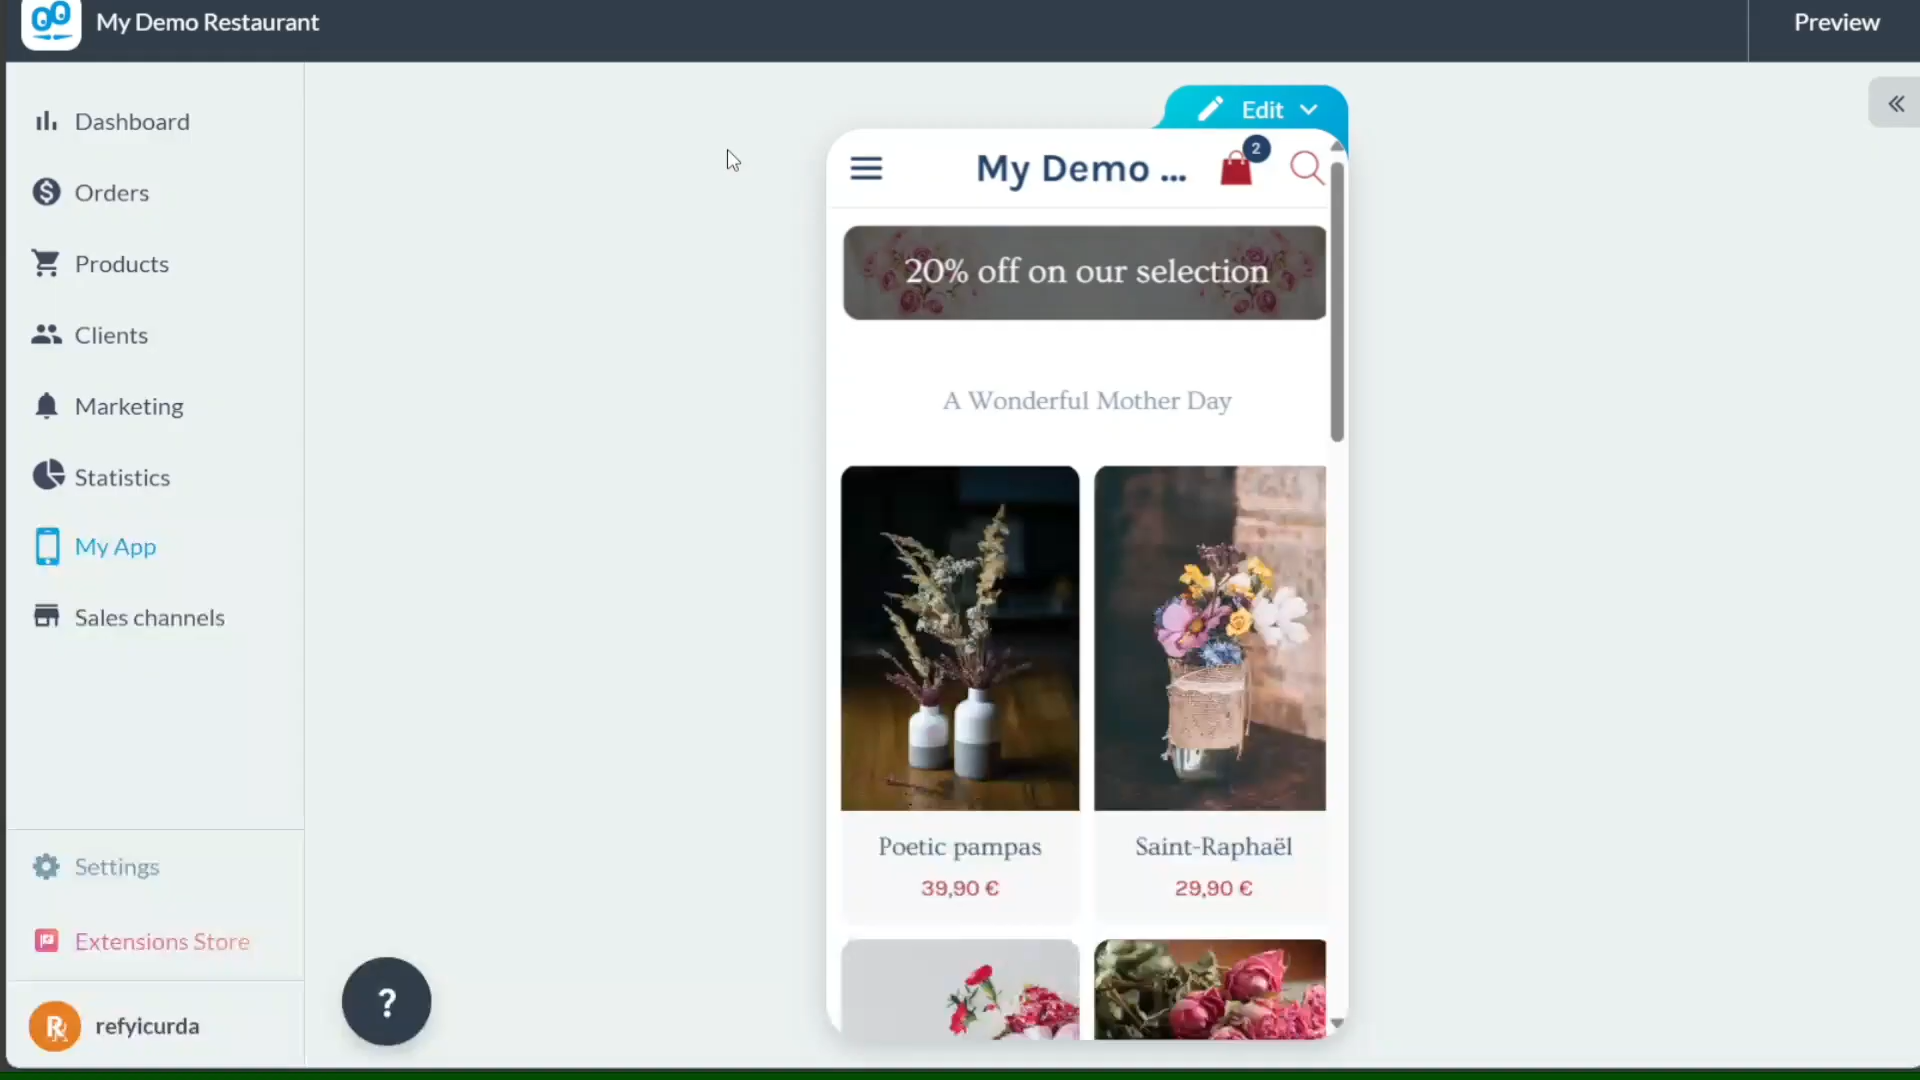 My Demo Restaurant
Preview
Dashboard
Orders
Products
Clients
Marketing
Statistics
My App
Sales channels
Settings
Extensions Store
refyicurda
?
Edit
My Demo ...
2
20% off on our selection
A Wonderful Mother Day
Poetic pampas
39,90 €
Saint-Raphaël
29,90 €